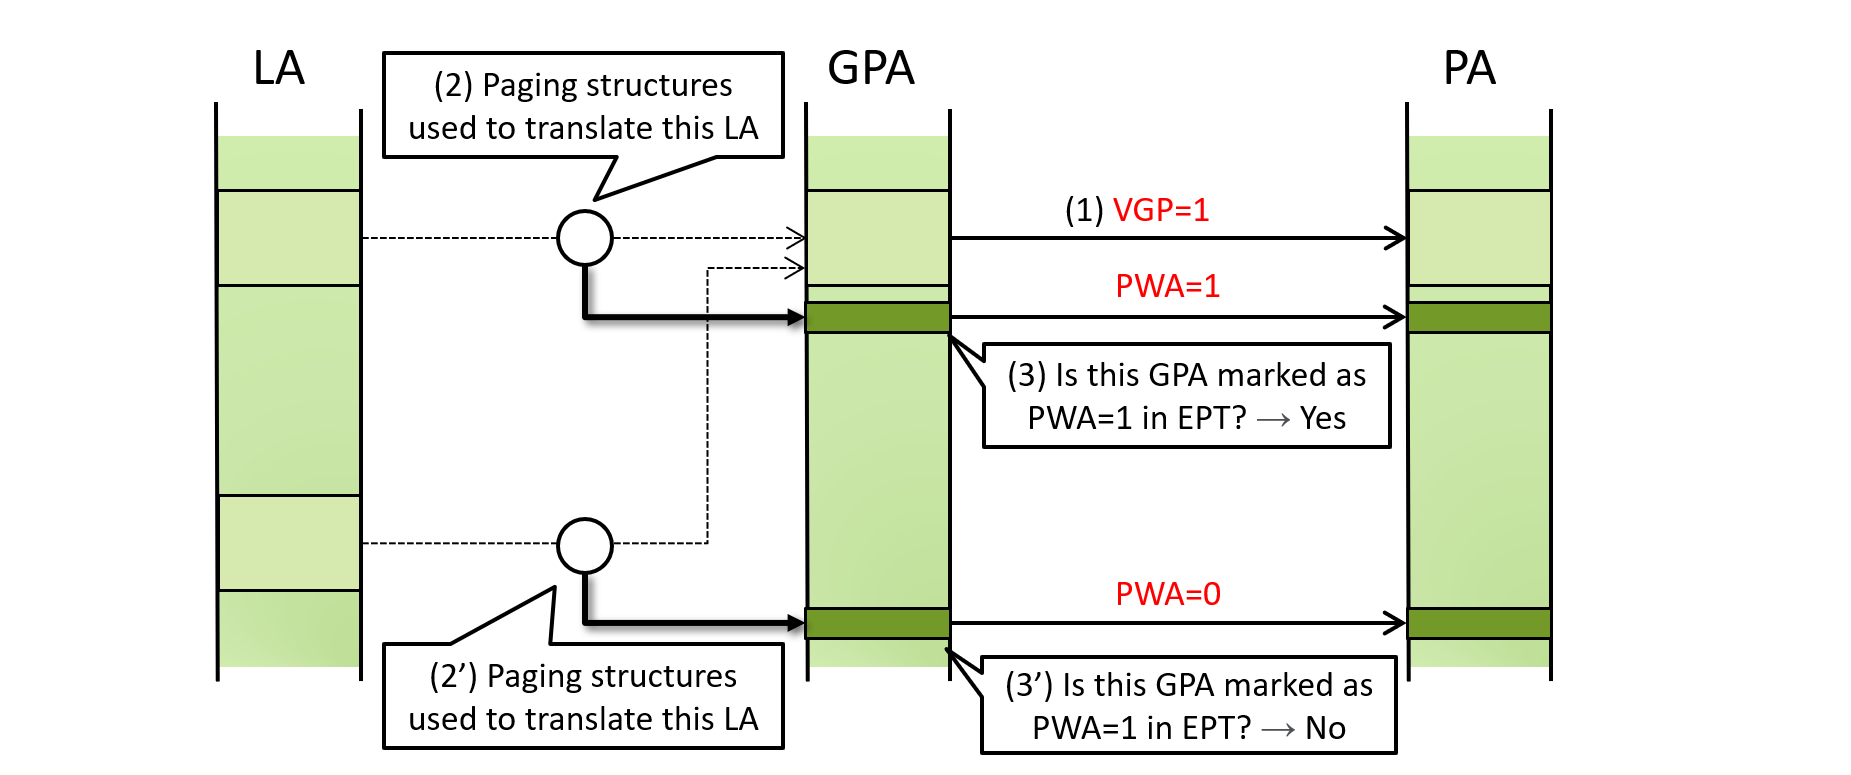 LA
GPA
PA
(2) Paging structures
used to translate this LA
(1) VGP=1
PWA=1
(3) Is this GPA marked as
PWA=1 in EPT? → Yes
PWA=0
(2’) Paging structures
used to translate this LA
(3’) Is this GPA marked as
PWA=1 in EPT? → No